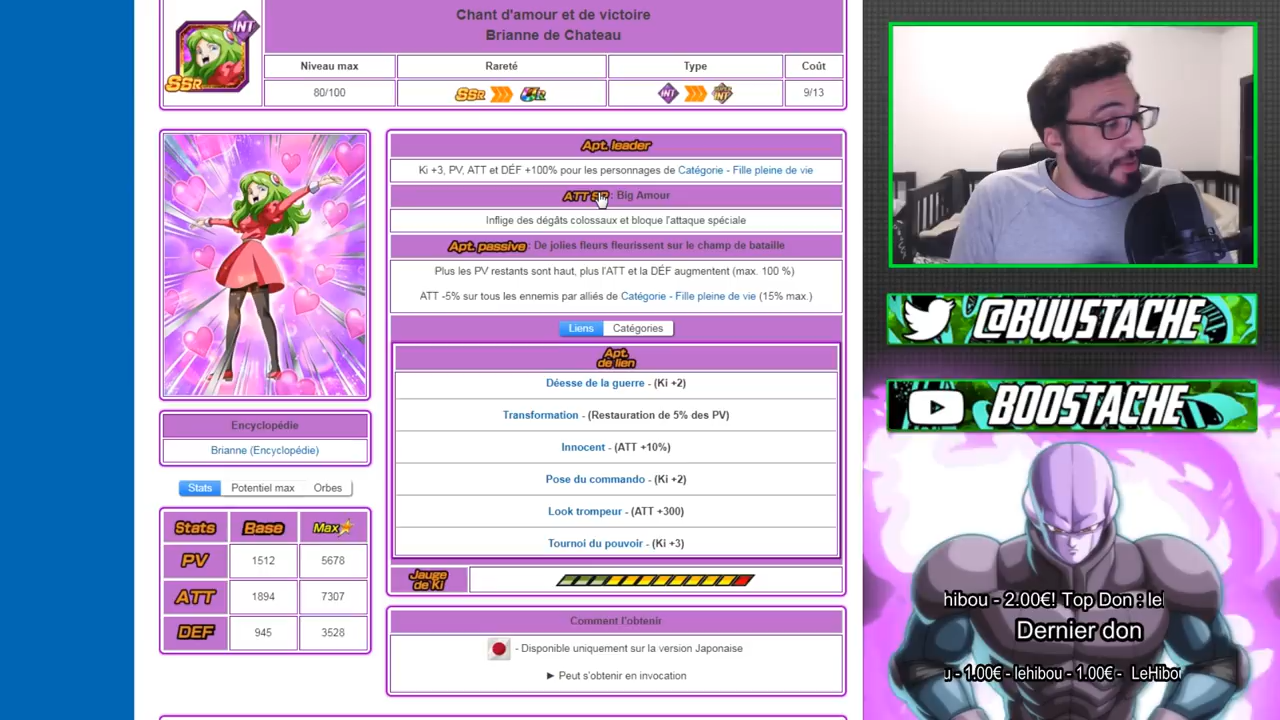 Chant d'amour et de victoire
Brianne de Chateau
INT
SSR
Niveau max
Rareté
Type
Coût
80/100
SSR UR
INT INT
9/13
Apt. leader
Ki +3, PV, ATT et DÉF +100% pour les personnages de Catégorie - Fille pleine de vie
: Big Amour
Inflige des dégâts colossaux et bloque l'attaque spéciale
Apt. passive : De jolies fleurs fleurissent sur le champ de bataille
Plus les PV restants sont haut, plus l'ATT et la DÉF augmentent (max. 100 %)
ATT -5% sur tous les ennemis par alliés de Catégorie - Fille pleine de vie (15% max.)
Liens
Catégories
Apt.
de lien
Déesse de la guerre - (Ki +2)
Transformation - (Restauration de 5% des PV)
Innocent - (ATT +10%)
Pose du commando - (Ki +2)
Look trompeur - (ATT +300)
Tournoi du pouvoir - (Ki +3)
Jauge
de Ki
Encyclopédie
Brianne (Encyclopédie)
Stats
Potentiel max
Orbes
Stats
Base
Max
PV
1512
5678
ATT
1894
7307
DEF
945
3528
Comment l'obtenir
- Disponible uniquement sur la version Japonaise
► Peut s'obtenir en invocation
@BUUSTACHE
BOOSTACHE
hibou - 2.00€! Top Don : le
Dernier don
- 1.00€ - lehibou - 1.00€ - LeHibou